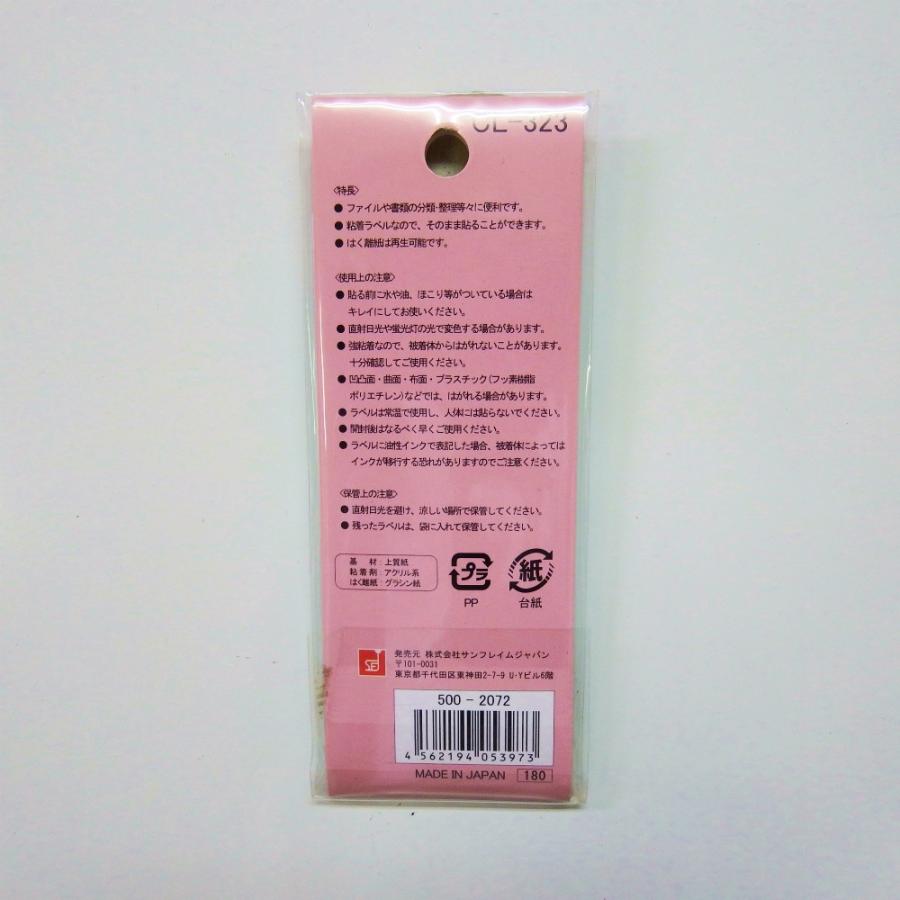 CL-323
〈特長〉
● ファイルや書類の分類・整理等々に便利です。
● 粘着ラベルなので、そのまま貼ることができます。
● はく離紙は再生可能です。
〈使用上の注意〉
● 貼る前に水や油、ほこり等がついている場合は
キレイにしてお使いください。
● 直射日光や蛍光灯の光で変色する場合があります。
● 強粘着なので、被着体からはがれないことがあります。
十分確認してご使用ください。
● 凹凸面・曲面・布面・プラスチック(フッ素樹脂
ポリエチレン)などでは、はがれる場合があります。
● ラベルは常温で使用し、人体には貼らないでください。
● 開封後はなるべく早くご使用ください。
● ラベルに油性インクで表記した場合、被着体によっては
インクが移行する恐れがありますのでご注意ください。
〈保管上の注意〉
● 直射日光を避け、涼しい場所で保管してください。
● 残ったラベルは、袋に入れて保管してください。
基 材:上質紙
粘着剤:アクリル系
はく離紙:グラシン紙
プラ
PP
紙
台紙
SF
発売元 株式会社サンフレイムジャパン
〒101-0031
東京都千代田区東神田2-7-9 U・Yビル6階
500 - 2072
4 562194 053973
MADE IN JAPAN 180